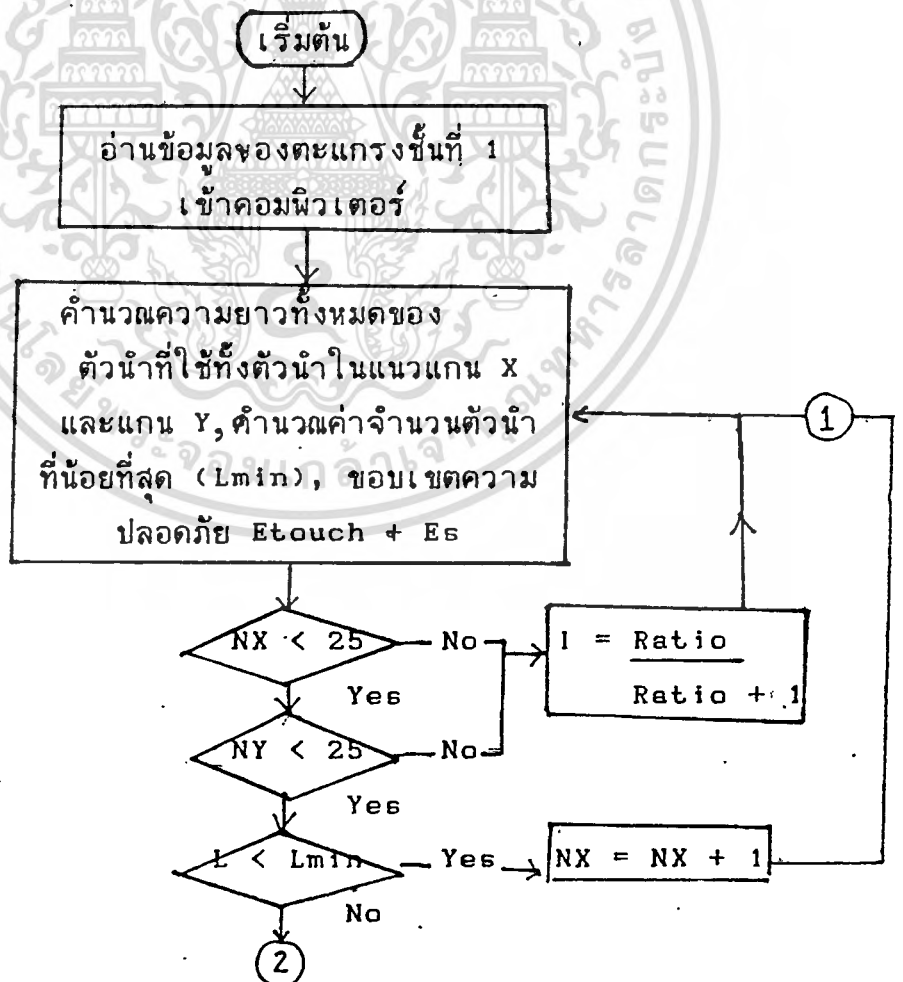 เริ่มต้น
อ่านข้อมูลของตะแกรงชั้นที่ 1
เข้าคอมพิวเตอร์
คำนวณความยาวทั้งหมดของ
ตัวนำที่ใช้ทั้งตัวนำในแนวแกน X
และแกน Y, คำนวณค่าจำนวนตัวนำ
ที่น้อยที่สุด (Lmin), ขอบเขตความ
ปลอดภัย Etouch + Es
1
NX < 25
No
I = Ratio
Ratio + 1
Yes
NY < 25
No
Yes
L < Lmin
Yes
NX = NX + 1
No
2